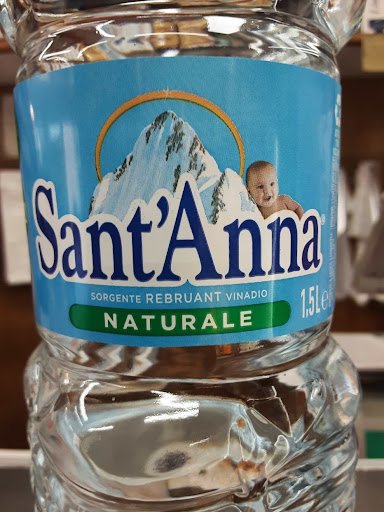 Sant'Anna
SORGENTE REBRUANT VINADIO
1.5L e
NATURALE